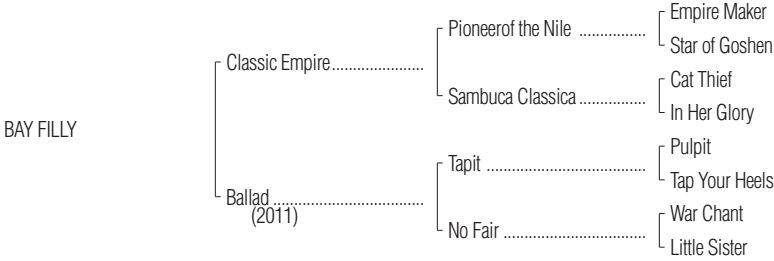 Empire Maker
Pioneerof the Nile ................
Star of Goshen
Classic Empire......................
Cat Thief
Sambuca Classica................
In Her Glory
BAY FILLY
Pulpit
Tapit ......................................
Tap Your Heels
Ballad ....................................
(2011)
War Chant
No Fair ..................................
Little Sister